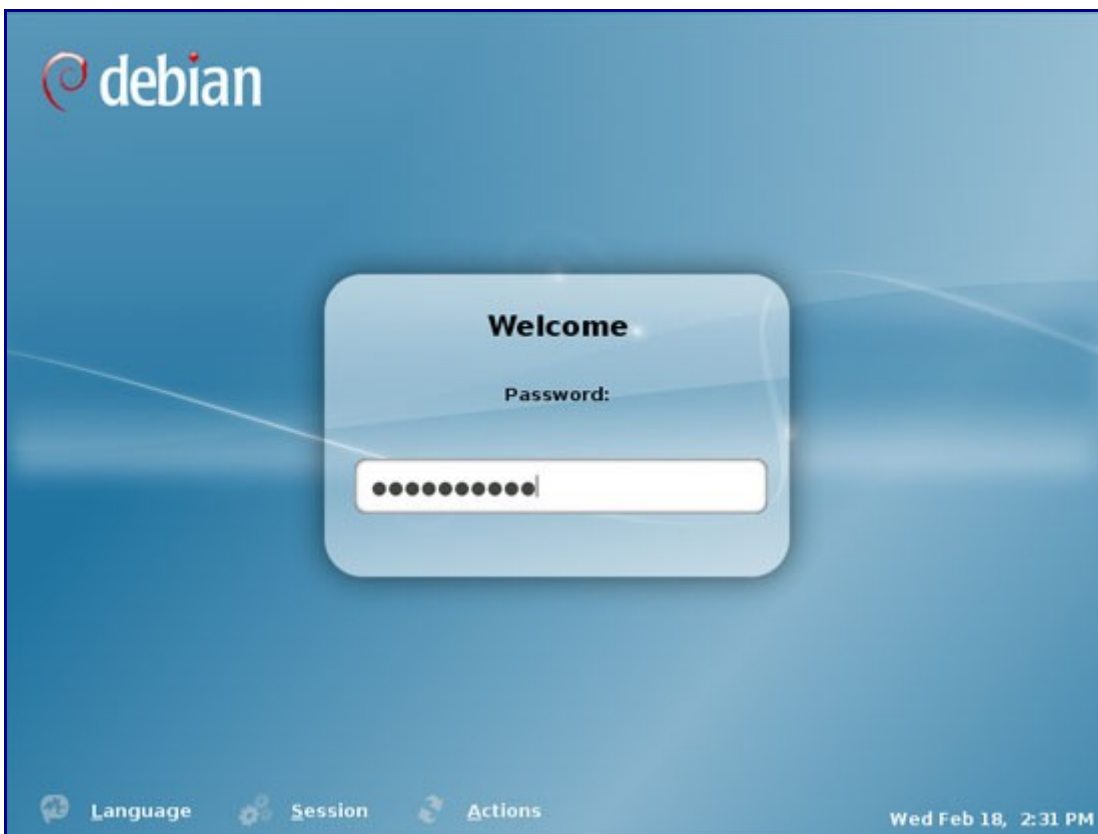 debian
Welcome
Password:
●●●●●●●●●●
Language Session Actions Wed Feb 18, 2:31 PM